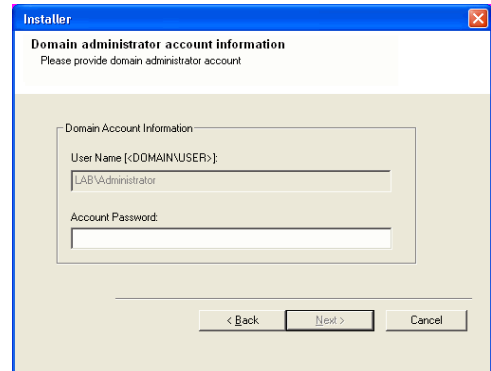 Installer
Domain administrator account information
Please provide domain administrator account
Domain Account Information
User Name [<DOMAIN\USER>]:
LAB\Administrator
Account Password:
< Back
Next >
Cancel